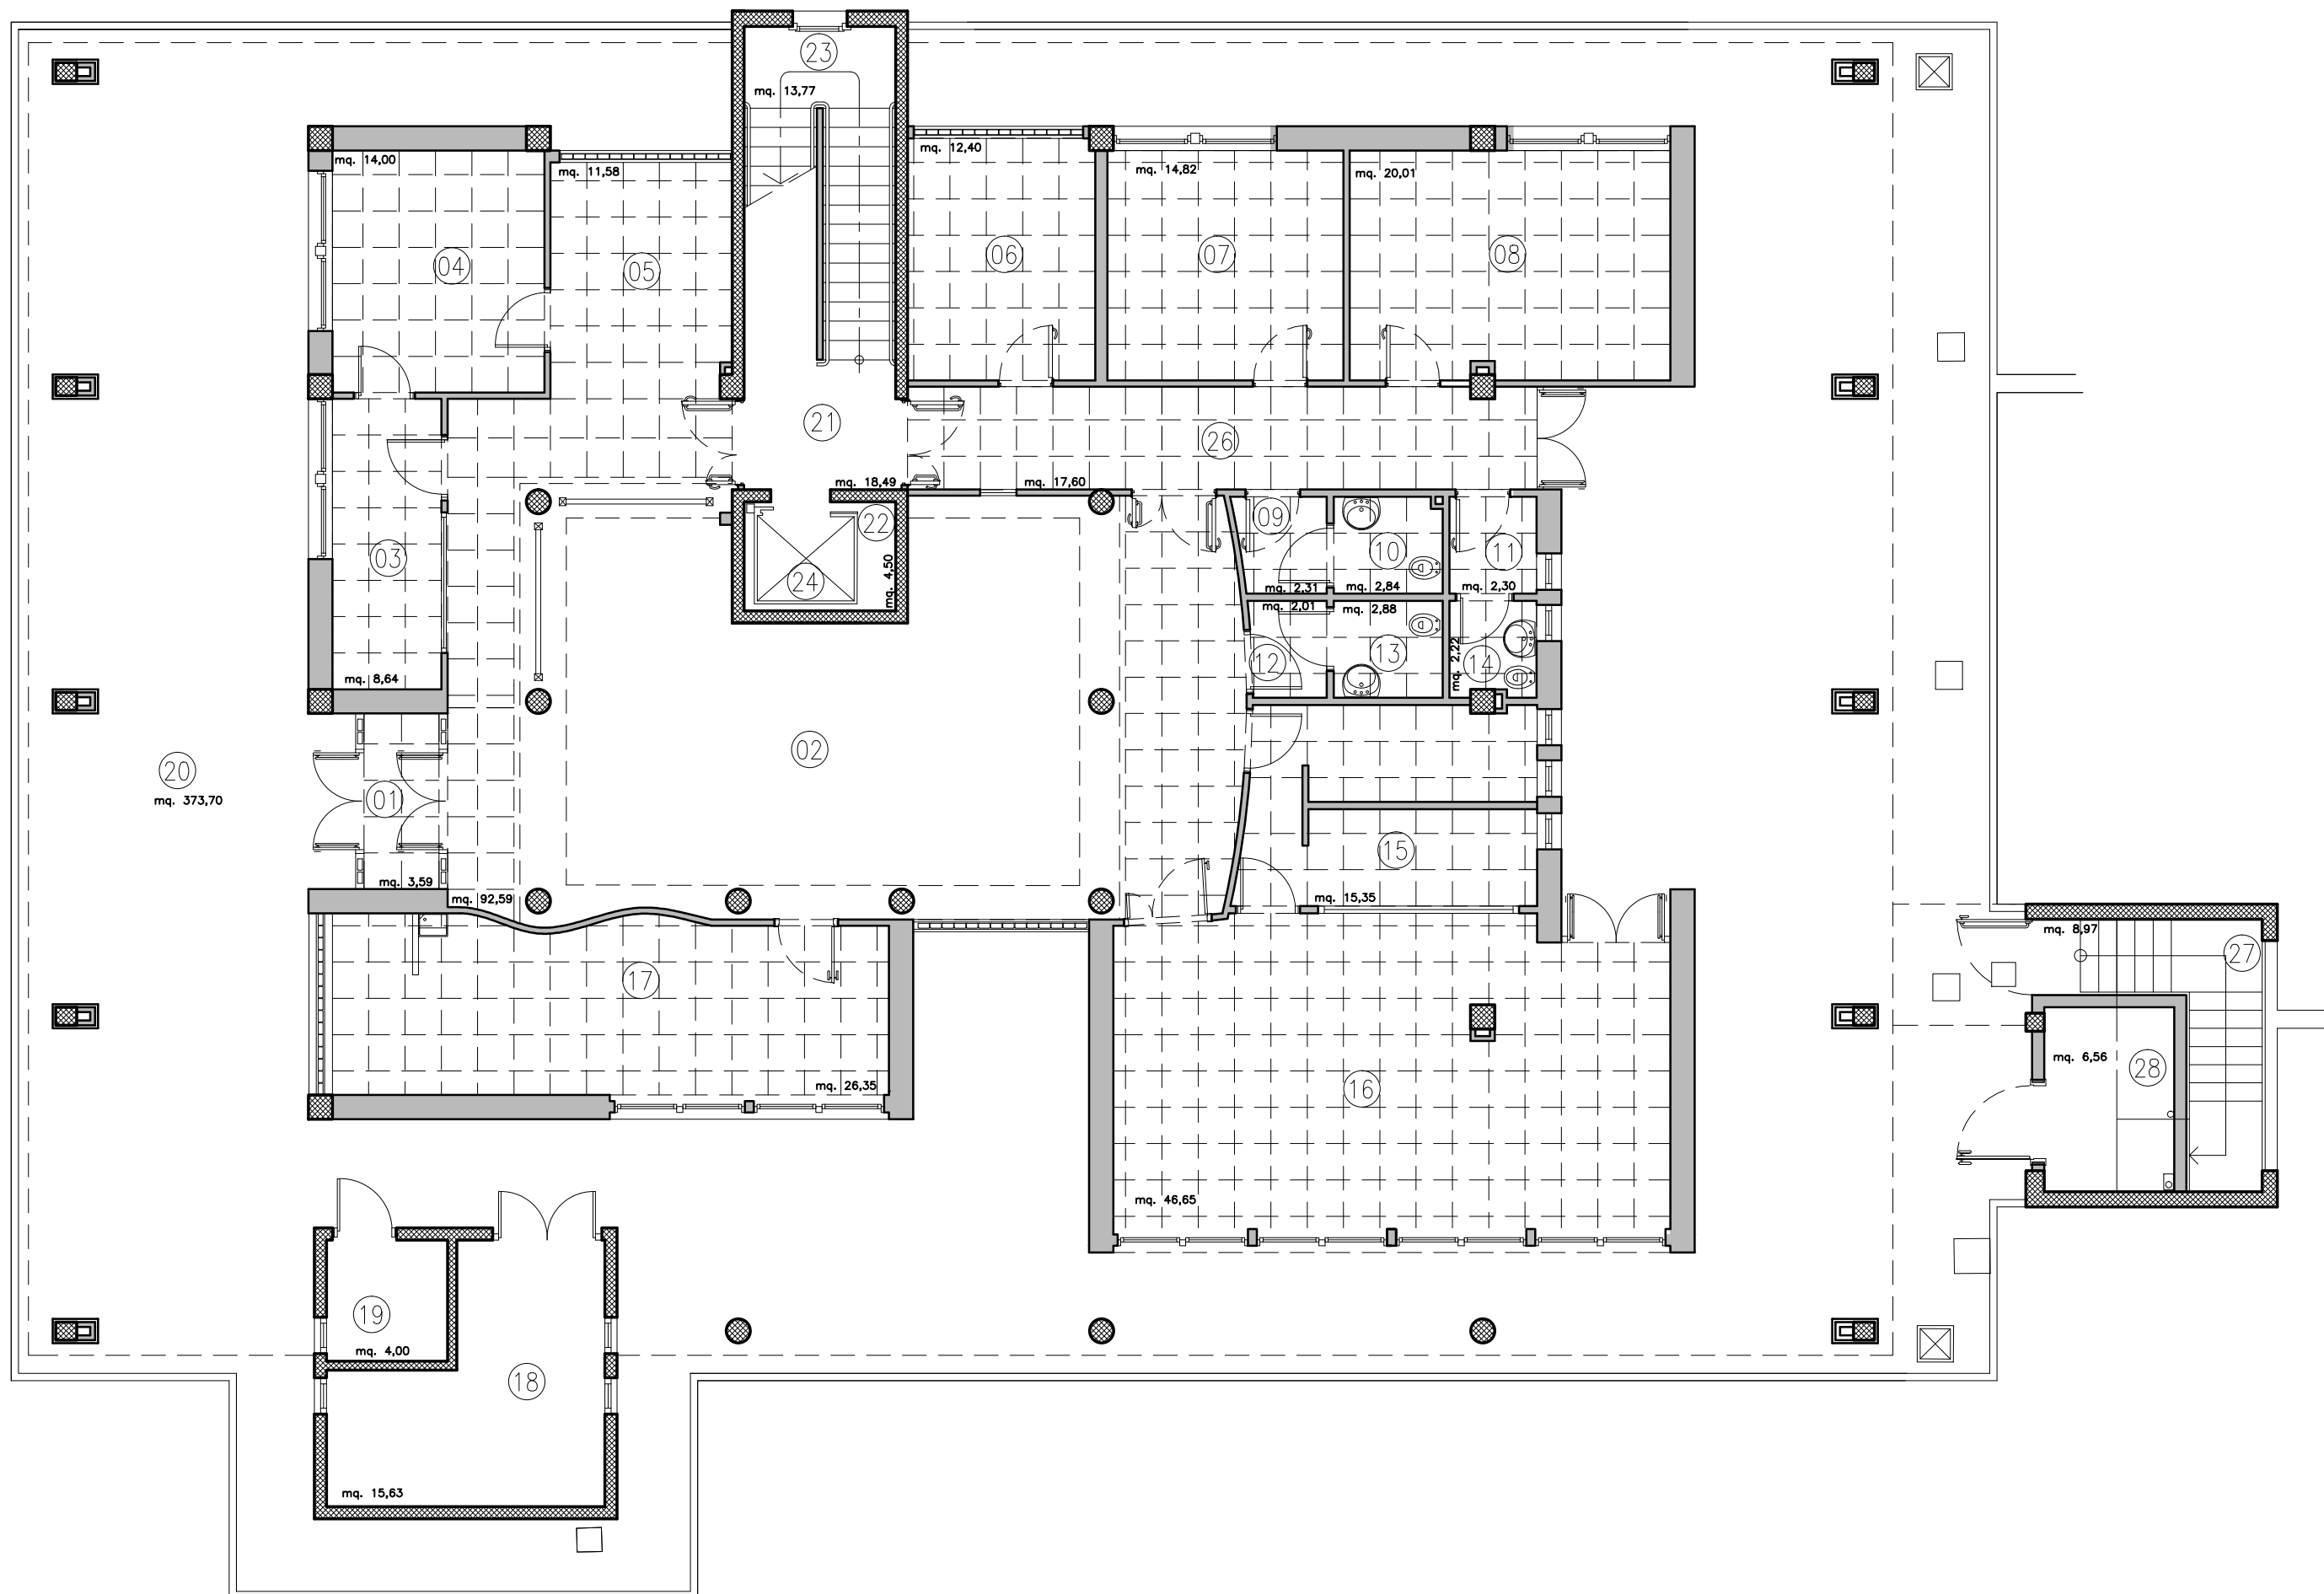 23
mq. 13,77
mq. 14,00
mq. 11,58
mq. 12,40
mq. 14,82
mq. 20,01
04
05
06
07
08
21
26
mq. 18,49
mq. 17,60
22
09
10
11
03
24
mq. 4,50
mq. 2,31
mq. 2,84
mq. 2,30
mq. 2,01
mq. 2,88
12
13
14
mq. 2,22
mq. 8,64
02
20
mq. 373,70
01
15
mq. 3,59
mq. 92,59
mq. 15,35
mq. 8,97
27
17
16
mq. 6,56
28
mq. 26,35
mq. 46,65
19
mq. 4,00
18
mq. 15,63